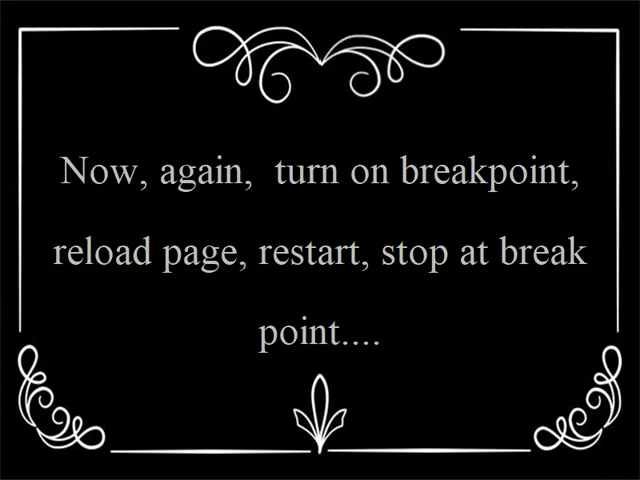 Now, again,  turn on breakpoint,
reload page, restart, stop at break
point....